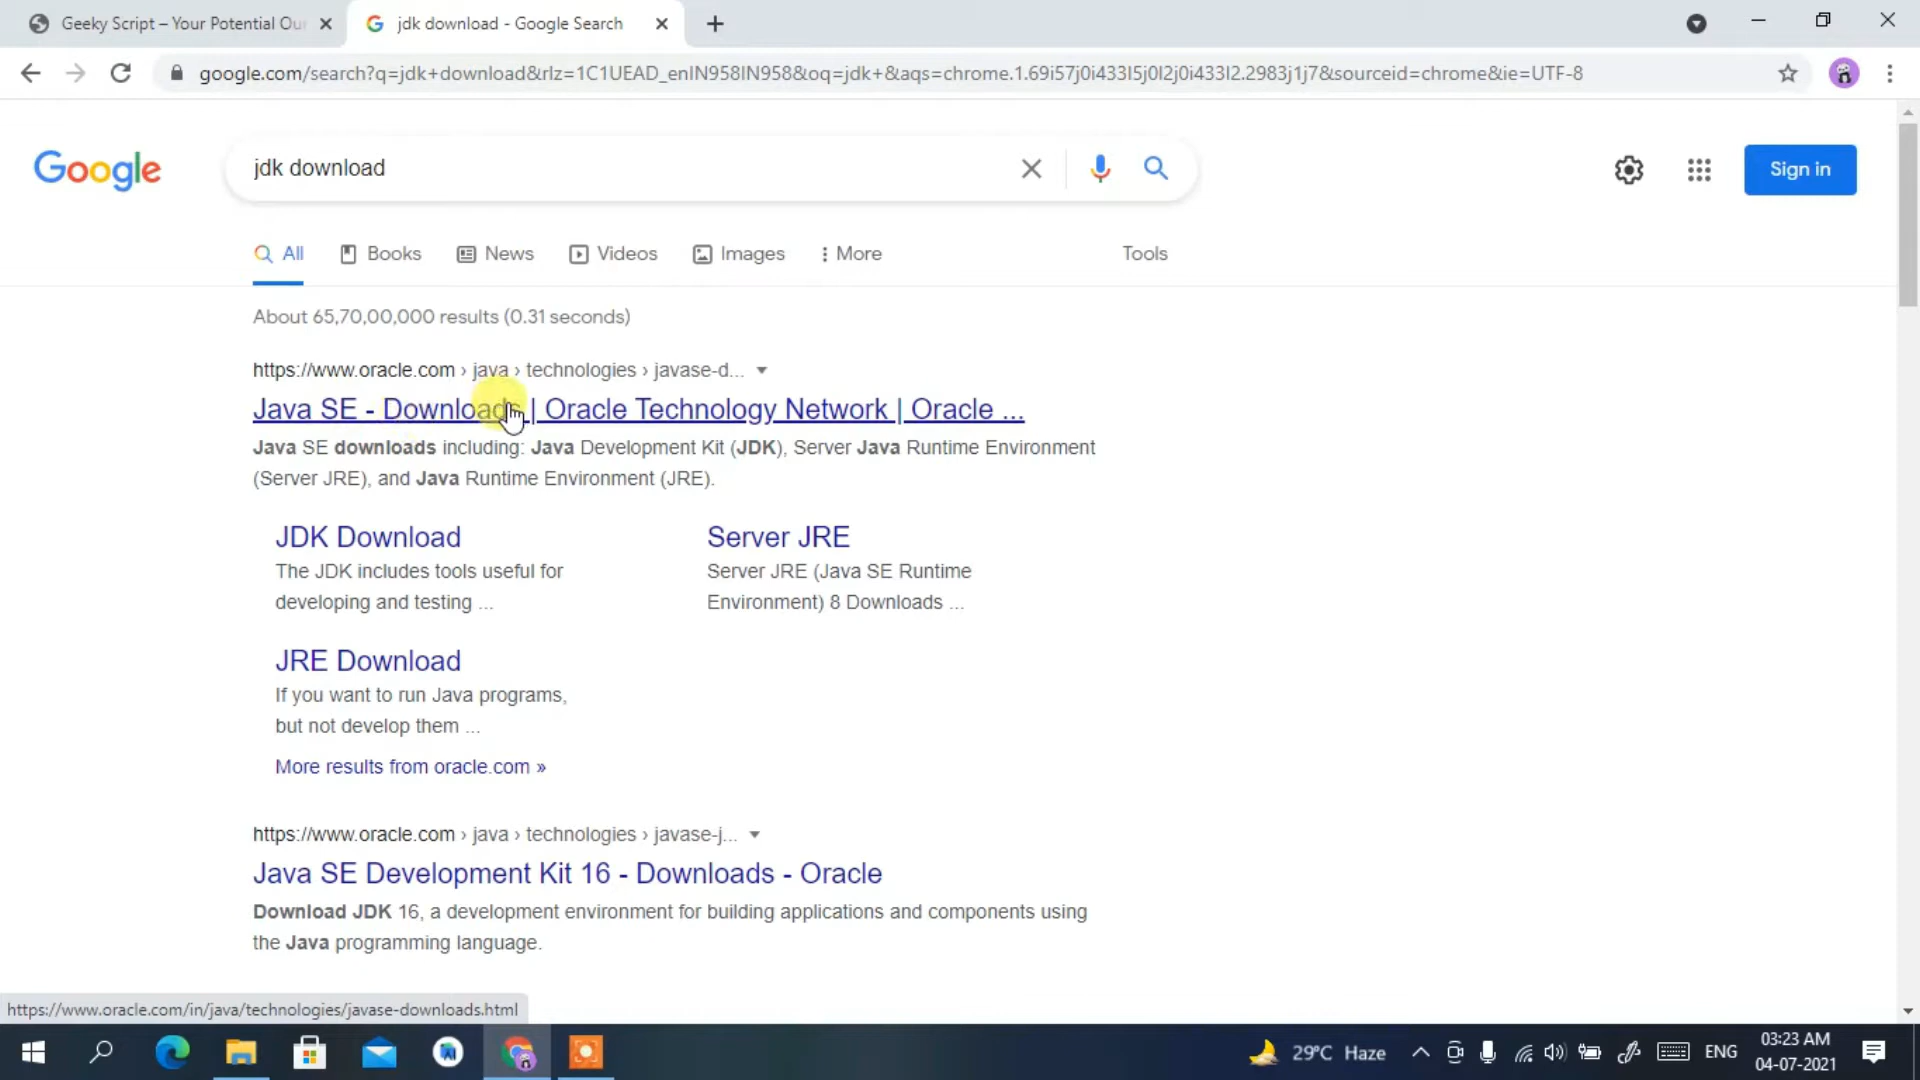 Geeky Script – Your Potential Our
jdk download - Google Search
google.com/search?q=jdk+download&rlz=1C1UEAD_enIN958IN958&oq=jdk+&aqs=chrome.1.69i57j0i433l5j0l2j0i433l2.2983j1j7&sourceid=chrome&ie=UTF-8
Google
jdk download
Sign in
All
Books
News
Videos
Images
More
Tools
About 65,70,00,000 results (0.31 seconds)
https://www.oracle.com › java › technologies › javase-d...
Java SE - Downloads | Oracle Technology Network | Oracle ...
Java SE downloads including: Java Development Kit (JDK), Server Java Runtime Environment
(Server JRE), and Java Runtime Environment (JRE).
JDK Download
The JDK includes tools useful for
developing and testing ...
Server JRE
Server JRE (Java SE Runtime
Environment) 8 Downloads ...
JRE Download
If you want to run Java programs,
but not develop them ...
More results from oracle.com »
https://www.oracle.com › java › technologies › javase-j...
Java SE Development Kit 16 - Downloads - Oracle
Download JDK 16, a development environment for building applications and components using
the Java programming language.
https://www.oracle.com/in/java/technologies/javase-downloads.html
29°C Haze
ENG
03:23 AM
04-07-2021